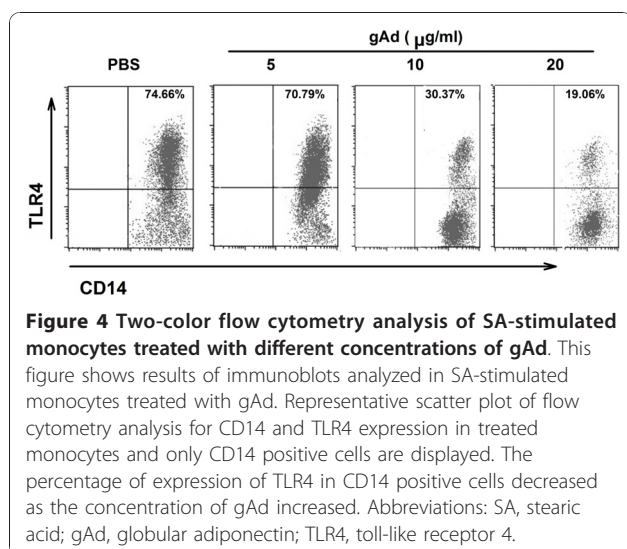 gAd ( µg/ml)
PBS 5 10 20
74.66% 70.79% 30.37% 19.06%
TLR4
CD14
Figure 4 Two-color flow cytometry analysis of SA-stimulated
monocytes treated with different concentrations of gAd. This
figure shows results of immunoblots analyzed in SA-stimulated
monocytes treated with gAd. Representative scatter plot of flow
cytometry analysis for CD14 and TLR4 expression in treated
monocytes and only CD14 positive cells are displayed. The
percentage of expression of TLR4 in CD14 positive cells decreased
as the concentration of gAd increased. Abbreviations: SA, stearic
acid; gAd, globular adiponectin; TLR4, toll-like receptor 4.